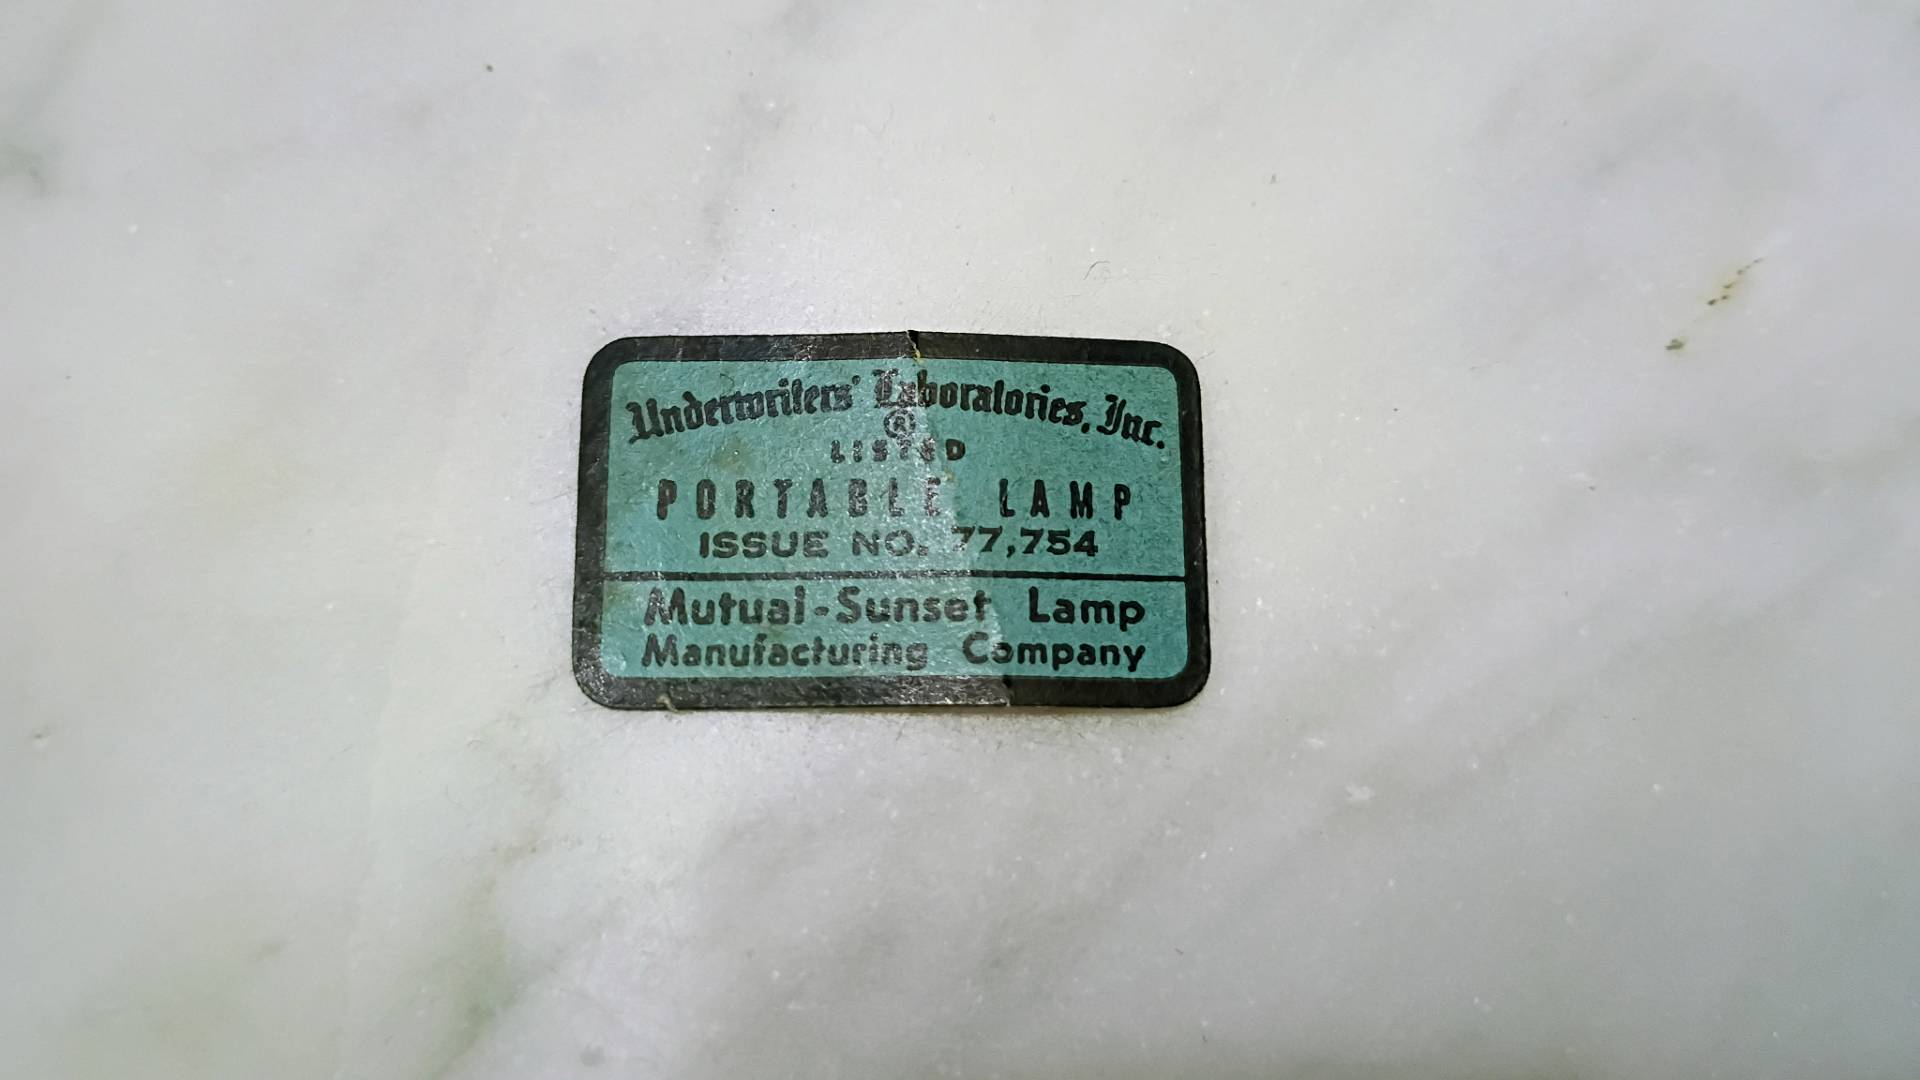 Underwriters' Laboratories, Inc.
®
LISTED
PORTABLE LAMP
ISSUE NO. 77,754
Mutual-Sunset Lamp
Manufacturing Company